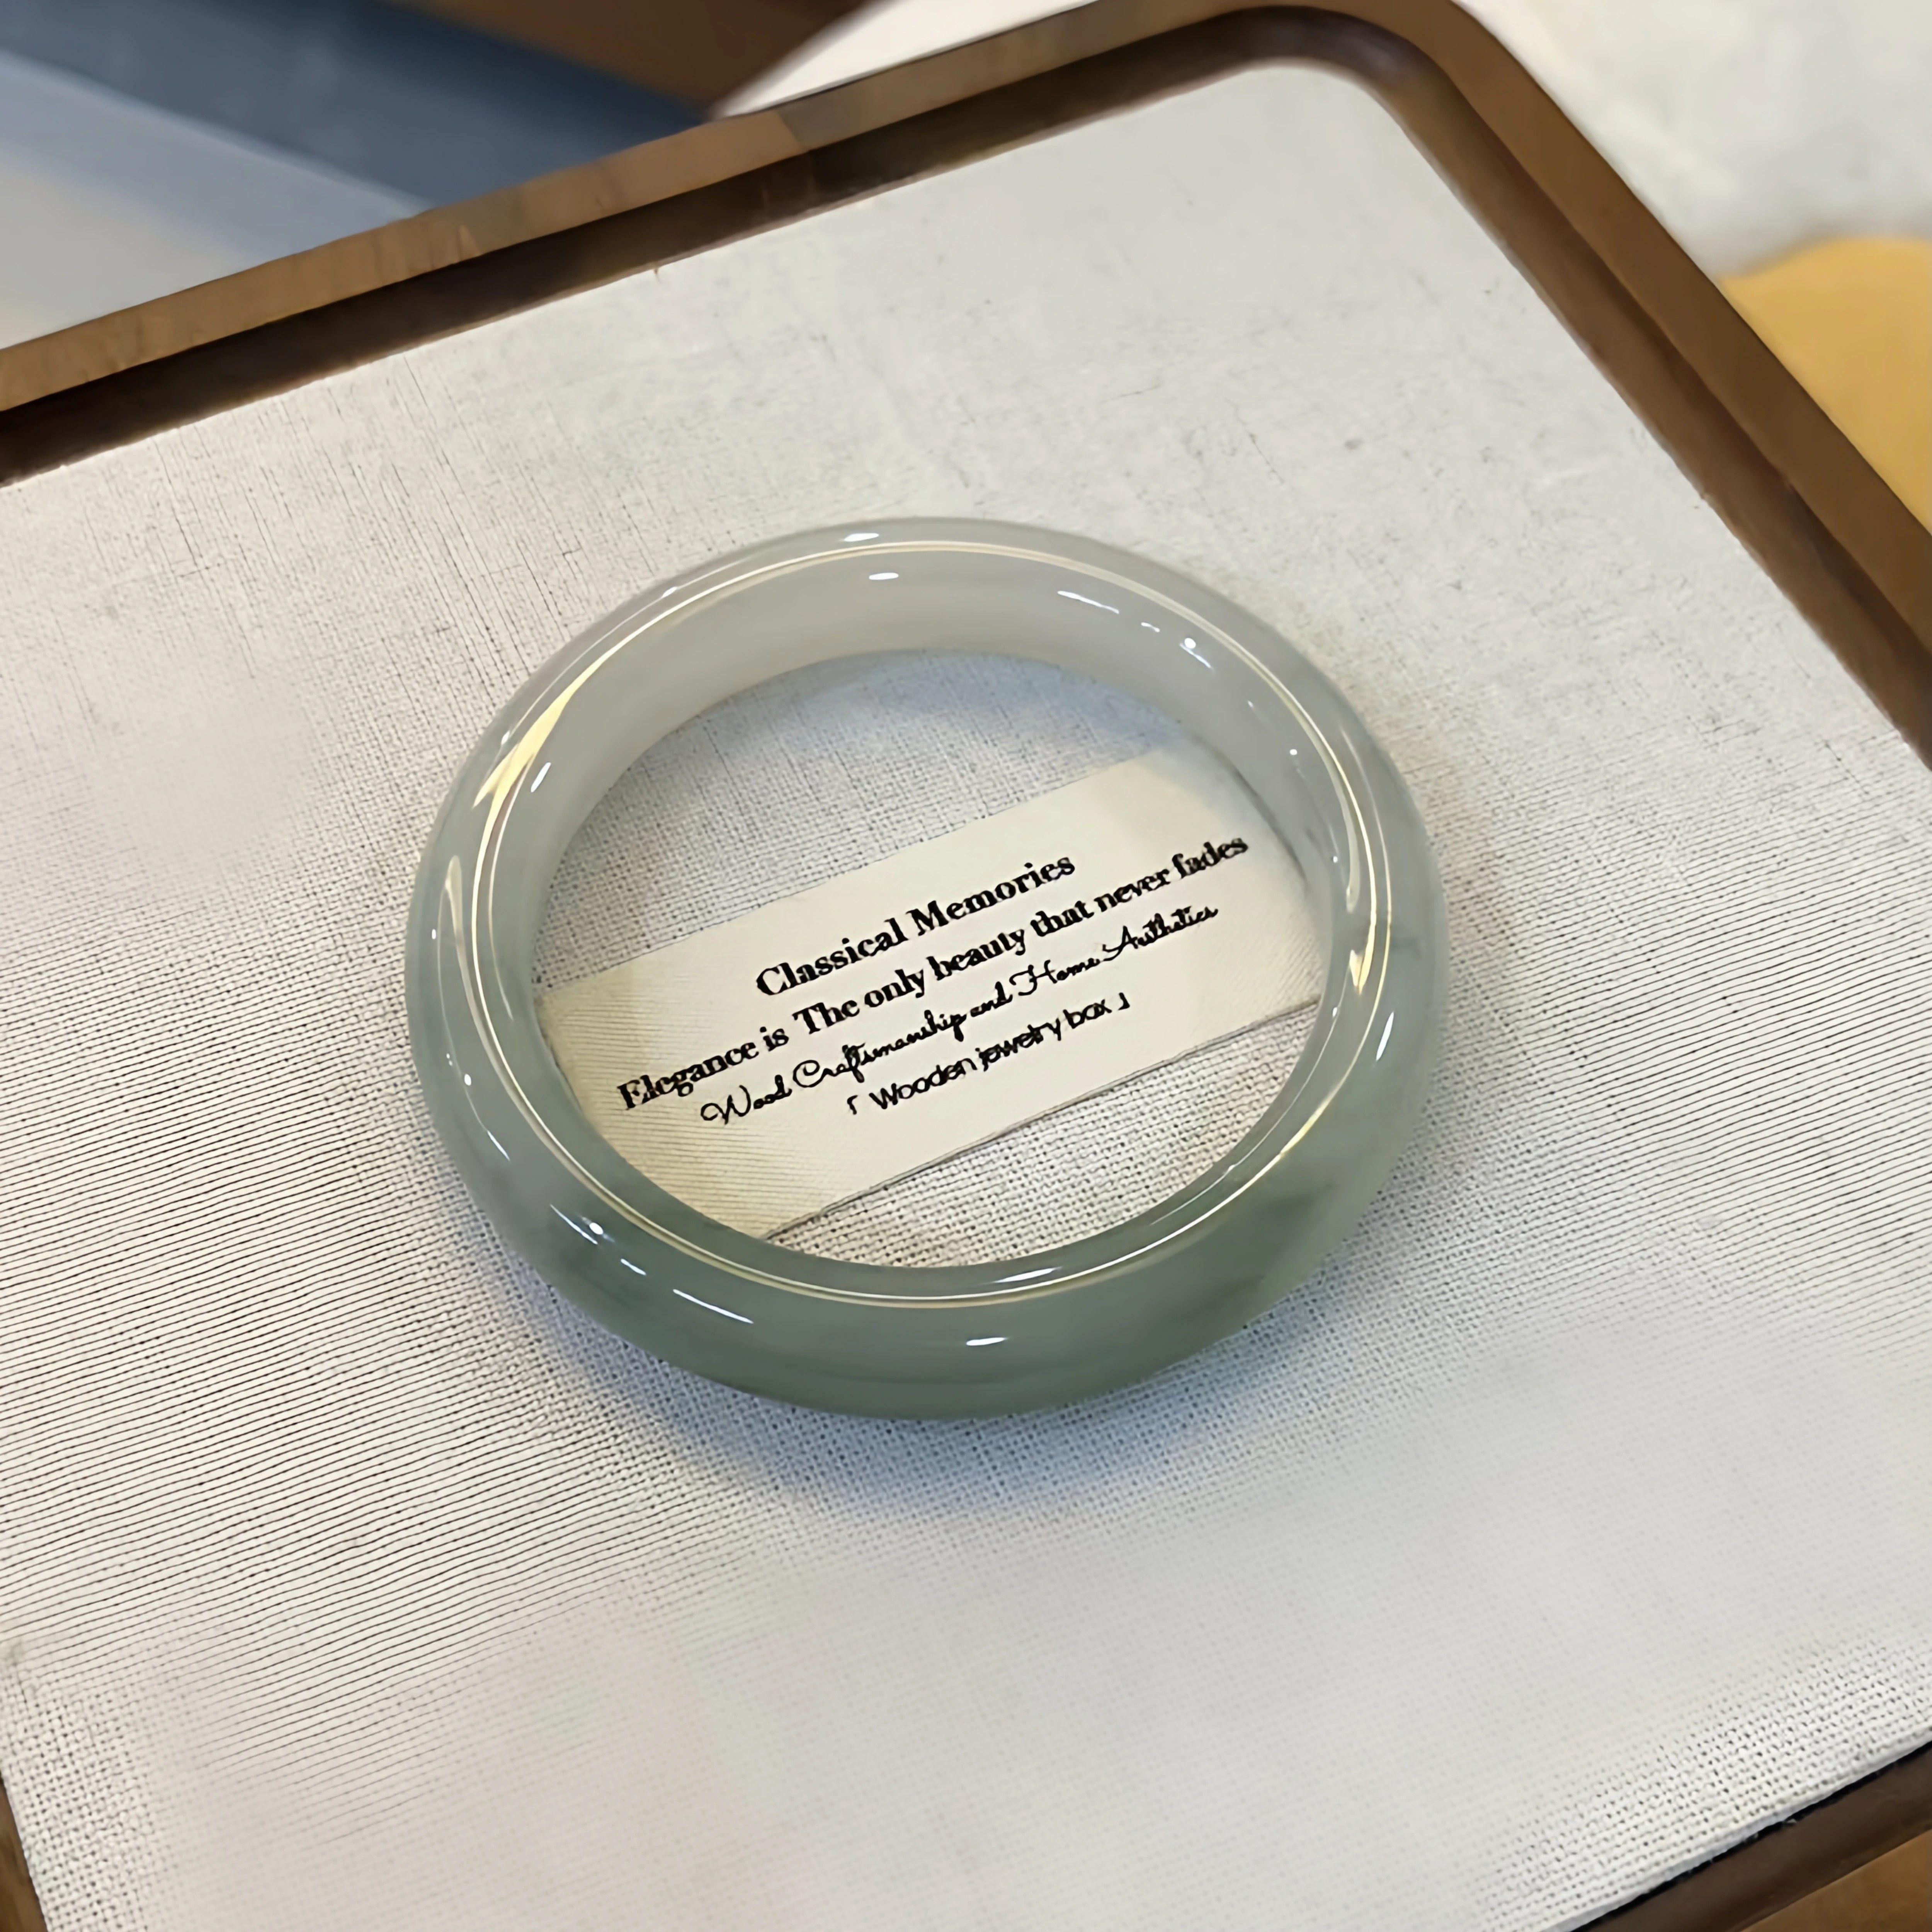 Classical Memories
Elegance is The only beauty that never fades
Wood Craftsmanship and Home Aesthetics
「 Wooden jewelry box 」